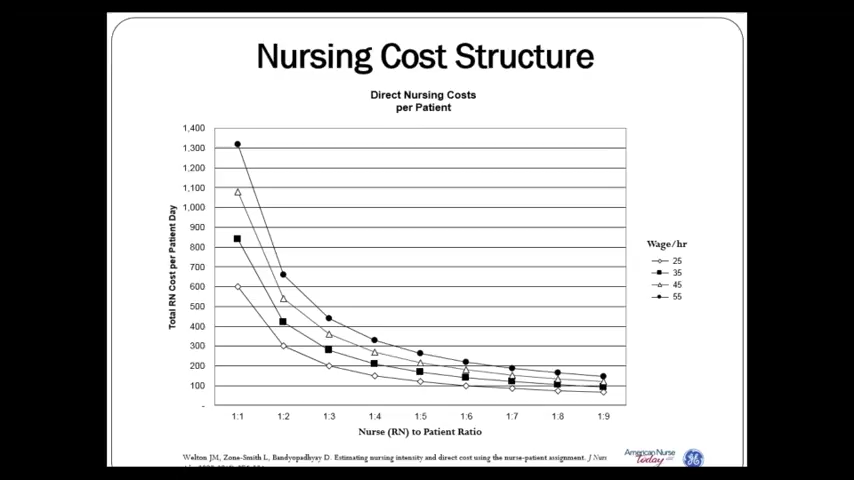 Nursing Cost Structure
Direct Nursing Costs
per Patient
Total RN Cost per Patient Day
1,400
1,300
1,200
1,100
1,000
900
800
700
600
500
400
300
200
100
-
1:1 1:2 1:3 1:4 1:5 1:6 1:7 1:8 1:9
Nurse (RN) to Patient Ratio
Wage/hr
25
35
45
55
Welton JM, Zone-Smith L, Bandyopadhyay D. Estimating nursing intensity and direct cost using the nurse-patient assignment. J Nurs
American Nurse
Today